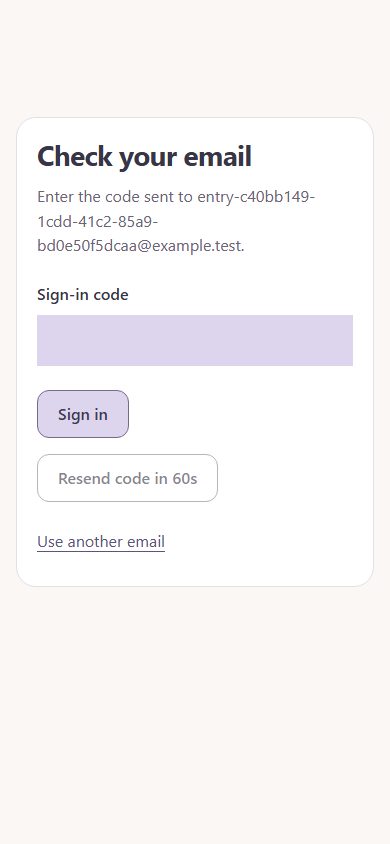 Check your email
Enter the code sent to entry-c40bb149-
1cdd-41c2-85a9-
bd0e50f5dcaa@example.test.
Sign-in code
Sign in
Resend code in 60s
Use another email